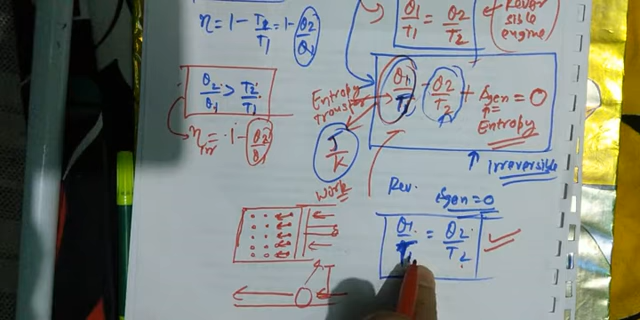 η = 1 - T₂/T₁ = 1 - Q₂/Q₁
Q₁/T₁ = Q₂/T₂
Rever
sible
engine
Q₂/Q₁ > T₂/T₁
ηIrr = 1 - Q₂/Q₁
Entropy
transfer
J/K
Work
Q₁/T₁ - Q₂/T₂ + Sgen = 0
Entropy
Irreversible
Rev.
Sgen = 0
Q₁/T₁ = Q₂/T₂